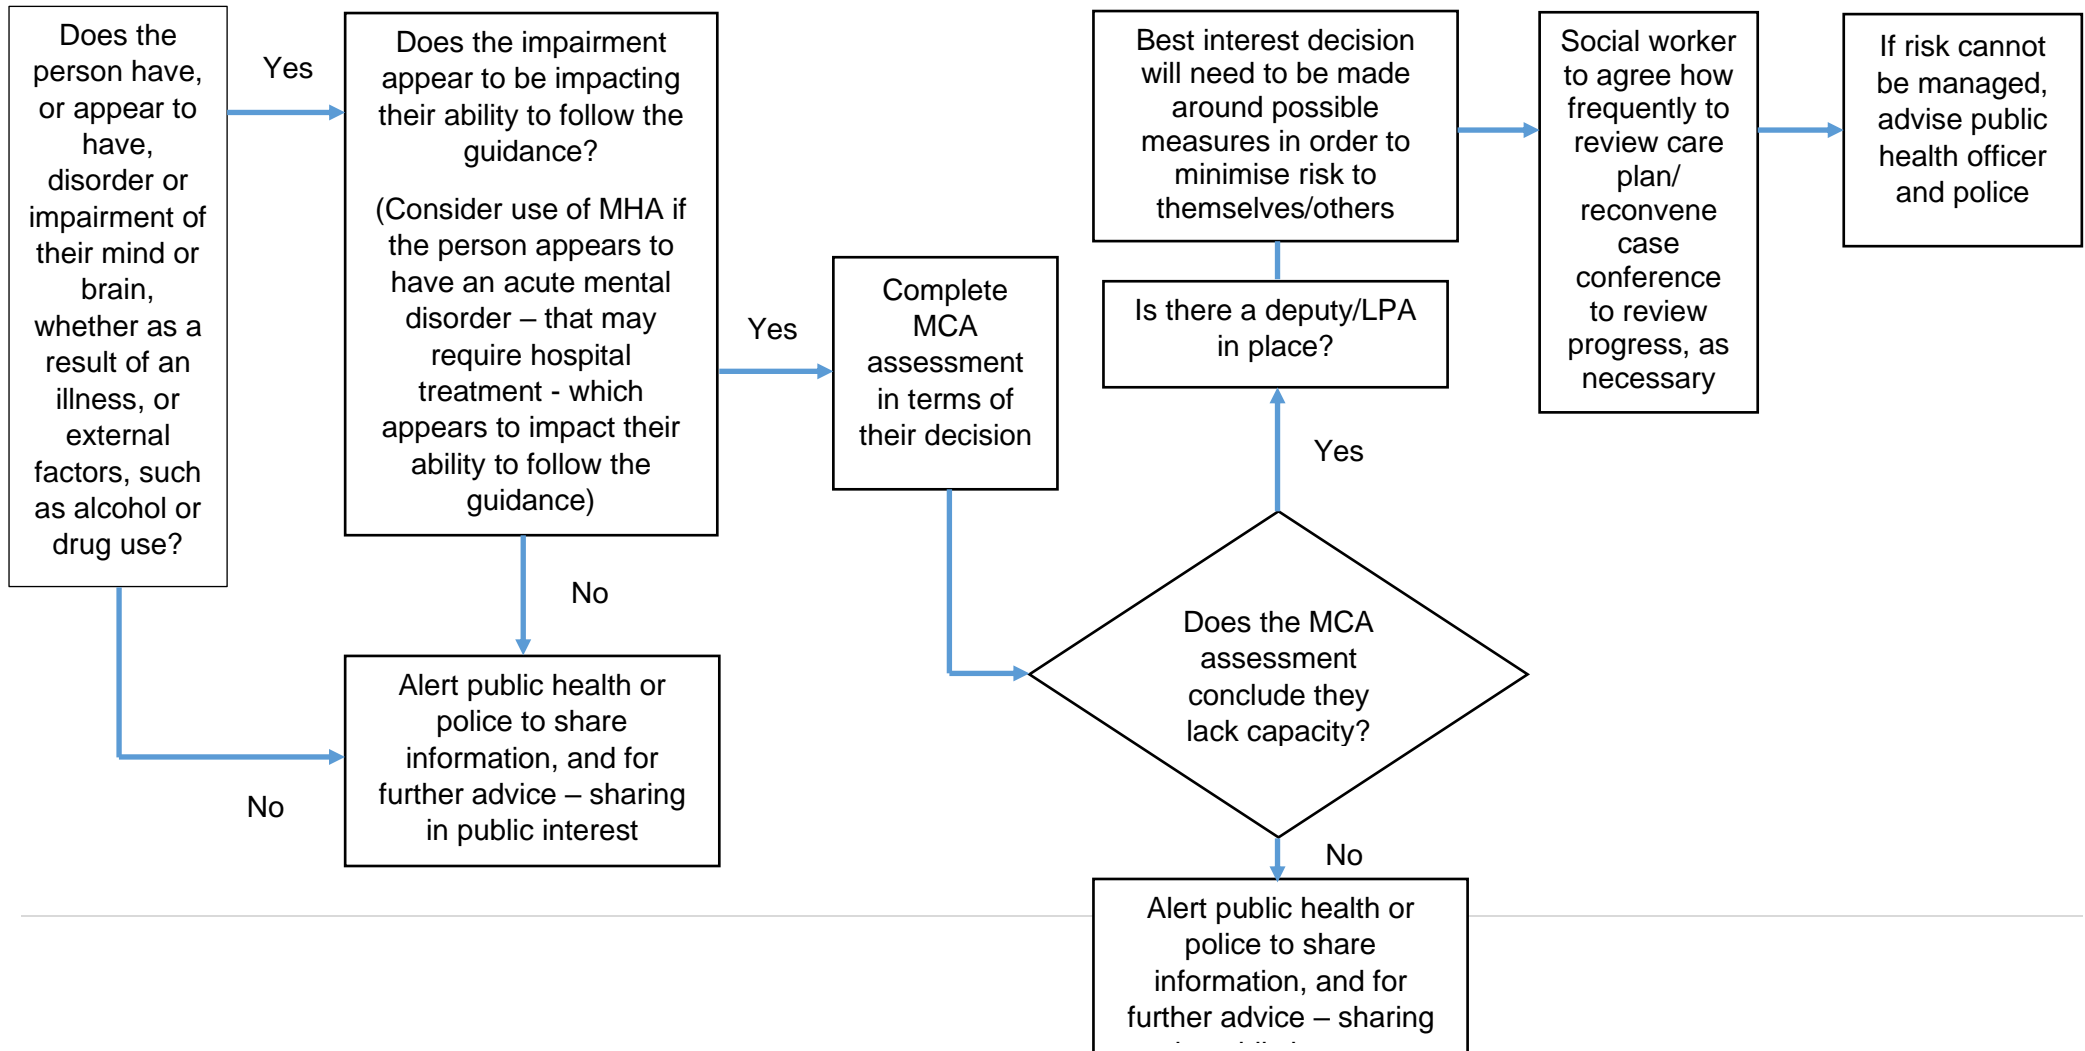 Does the
person have,
or appear to
have,
disorder or
impairment of
their mind or
brain,
whether as a
result of an
illness, or
external
factors, such
as alcohol or
drug use?
Yes
No
Does the impairment
appear to be impacting
their ability to follow the
guidance?
(Consider use of MHA if
the person appears to
have an acute mental
disorder – that may
require hospital
treatment - which
appears to impact their
ability to follow the
guidance)
Yes
No
Alert public health or
police to share
information, and for
further advice – sharing
in public interest
Complete
MCA
assessment
in terms of
their decision
Does the MCA
assessment
conclude they
lack capacity?
Yes
No
Is there a deputy/LPA
in place?
Best interest decision
will need to be made
around possible
measures in order to
minimise risk to
themselves/others
Social worker
to agree how
frequently to
review care
plan/
reconvene
case
conference
to review
progress, as
necessary
If risk cannot
be managed,
advise public
health officer
and police
Alert public health or
police to share
information, and for
further advice – sharing